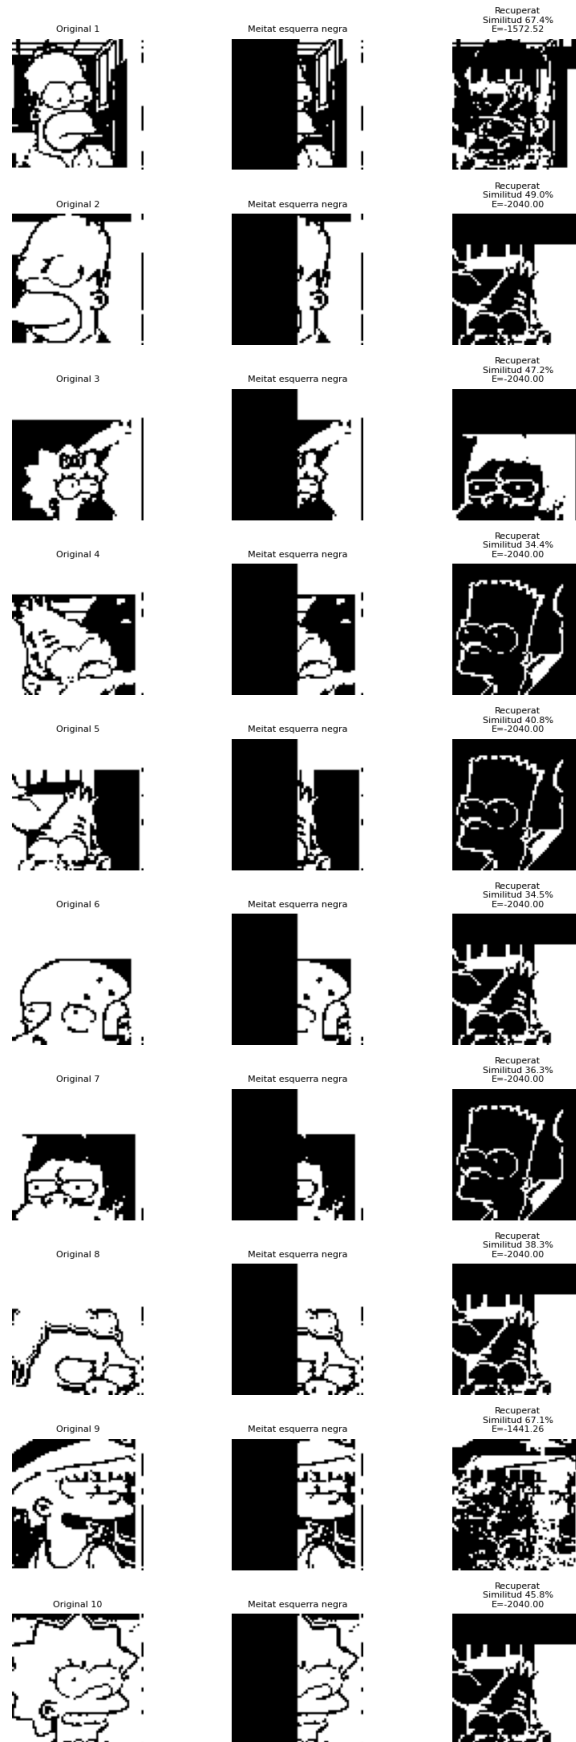 Original 1
Meitat esquerra negra
Recuperat
Similitud 67.4%
E=-1572.52
Original 2
Meitat esquerra negra
Recuperat
Similitud 49.0%
E=-2040.00
Original 3
Meitat esquerra negra
Recuperat
Similitud 47.2%
E=-2040.00
Original 4
Meitat esquerra negra
Recuperat
Similitud 34.4%
E=-2040.00
Original 5
Meitat esquerra negra
Recuperat
Similitud 40.8%
E=-2040.00
Original 6
Meitat esquerra negra
Recuperat
Similitud 34.5%
E=-2040.00
Original 7
Meitat esquerra negra
Recuperat
Similitud 36.3%
E=-2040.00
Original 8
Meitat esquerra negra
Recuperat
Similitud 38.3%
E=-2040.00
Original 9
Meitat esquerra negra
Recuperat
Similitud 67.1%
E=-1441.26
Original 10
Meitat esquerra negra
Recuperat
Similitud 45.8%
E=-2040.00